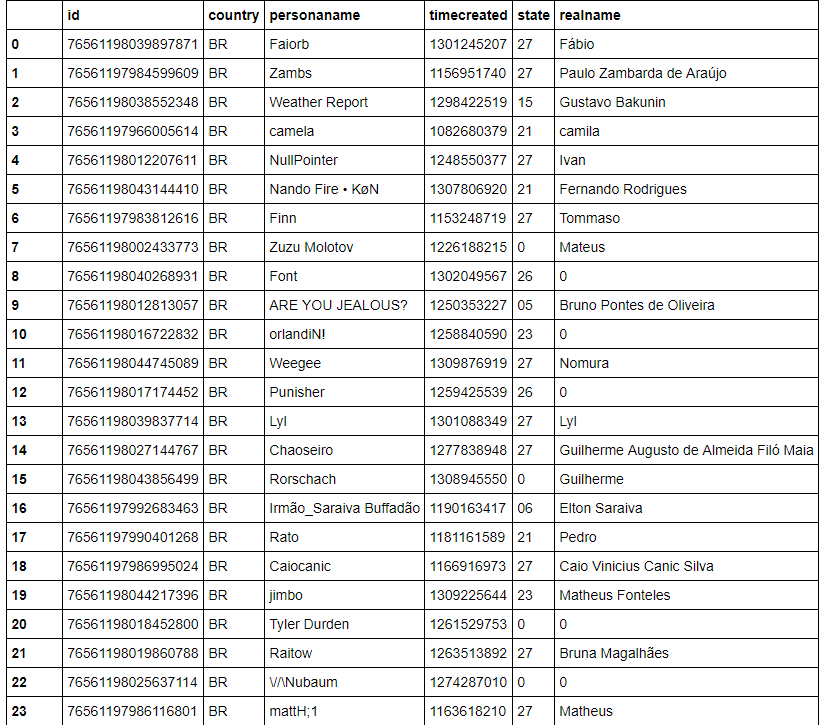 id country personaname timecreated state realname
0 76561198039897871 BR Faiorb 1301245207 27 Fábio
1 76561197984599609 BR Zambs 1156951740 27 Paulo Zambarda de Araújo
2 76561198038552348 BR Weather Report 1298422519 15 Gustavo Bakunin
3 76561197966005614 BR camela 1082680379 21 camila
4 76561198012207611 BR NullPointer 1248550377 27 Ivan
5 76561198043144410 BR Nando Fire • KøN 1307806920 21 Fernando Rodrigues
6 76561197983812616 BR Finn 1153248719 27 Tommaso
7 76561198002433773 BR Zuzu Molotov 1226188215 0 Mateus
8 76561198040268931 BR Font 1302049567 26 0
9 76561198012813057 BR ARE YOU JEALOUS? 1250353227 05 Bruno Pontes de Oliveira
10 76561198016722832 BR orlandiN! 1258840590 23 0
11 76561198044745089 BR Weegee 1309876919 27 Nomura
12 76561198017174452 BR Punisher 1259425539 26 0
13 76561198039837714 BR Lyl 1301088349 27 Lyl
14 76561198027144767 BR Chaoseiro 1277838948 27 Guilherme Augusto de Almeida Filó Maia
15 76561198043856499 BR Rorschach 1308945550 0 Guilherme
16 76561197992683463 BR Irmão_Saraiva Buffadão 1190163417 06 Elton Saraiva
17 76561197990401268 BR Rato 1181161589 21 Pedro
18 76561197986995024 BR Caiocanic 1166916973 27 Caio Vinicius Canic Silva
19 76561198044217396 BR jimbo 1309225644 23 Matheus Fonteles
20 76561198018452800 BR Tyler Durden 1261529753 0 0
21 76561198019860788 BR Raitow 1263513892 27 Bruna Magalhães
22 76561198025637114 BR \//\Nubaum 1274287010 0 0
23 76561197986116801 BR mattH;1 1163618210 27 Matheus